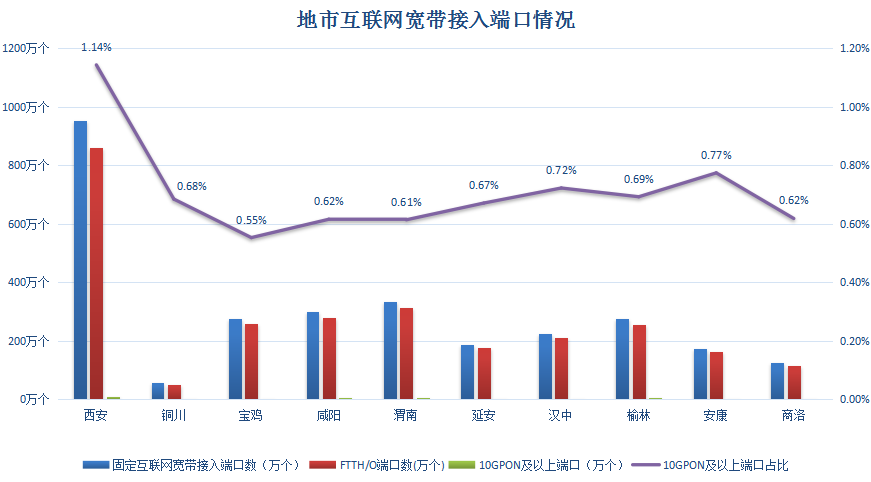 地市互联网宽带接入端口情况
1200万个
1.14%
1.20%
1000万个
1.00%
800万个
0.68%
0.55%
0.62%
0.61%
0.67%
0.72%
0.69%
0.77%
0.62%
0.80%
600万个
0.60%
400万个
0.40%
200万个
0.20%
0万个
0.00%
西安 铜川 宝鸡 咸阳 渭南 延安 汉中 榆林 安康 商洛
固定互联网宽带接入端口数（万个） FTTH/O端口数(万个) 10GPON及以上端口（万个） 10GPON及以上端口占比